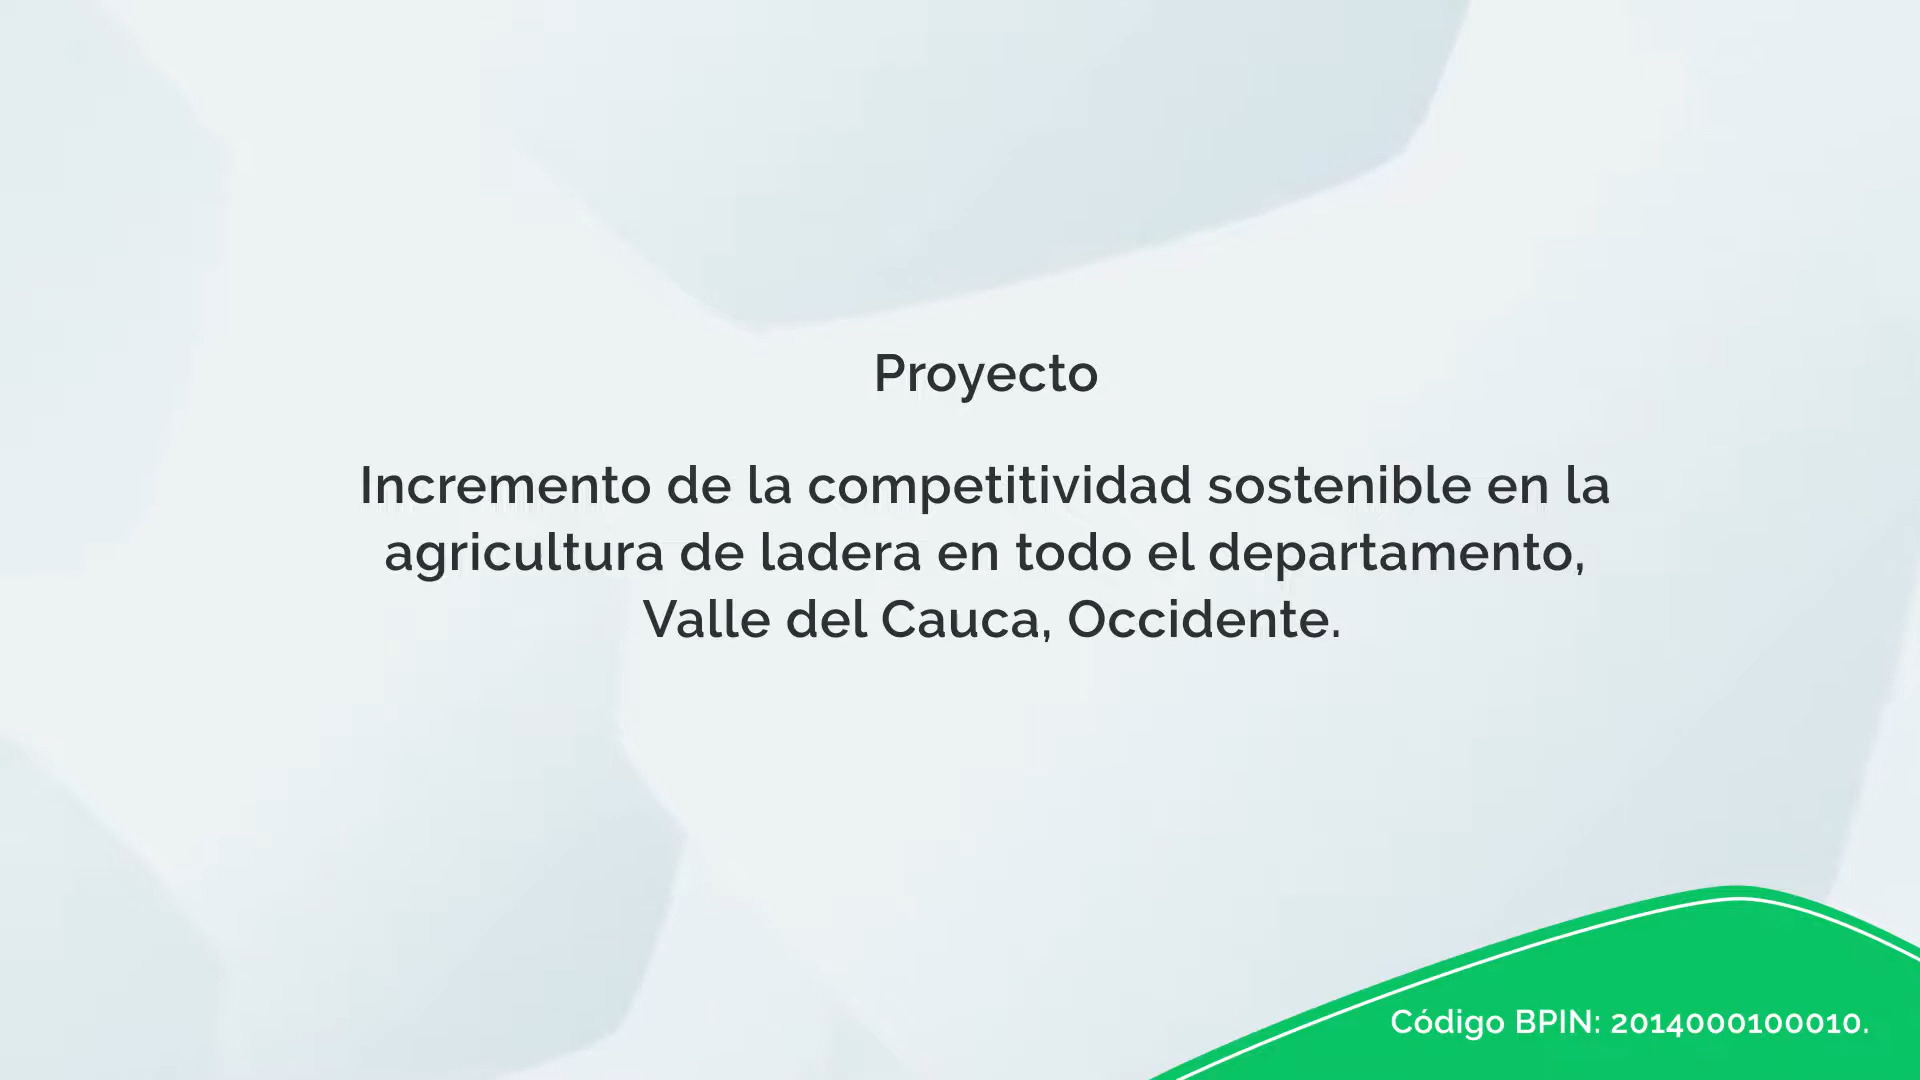 Proyecto
Incremento de la competitividad sostenible en la
agricultura de ladera en todo el departamento,
Valle del Cauca, Occidente.
Código BPIN: 2014000100010.